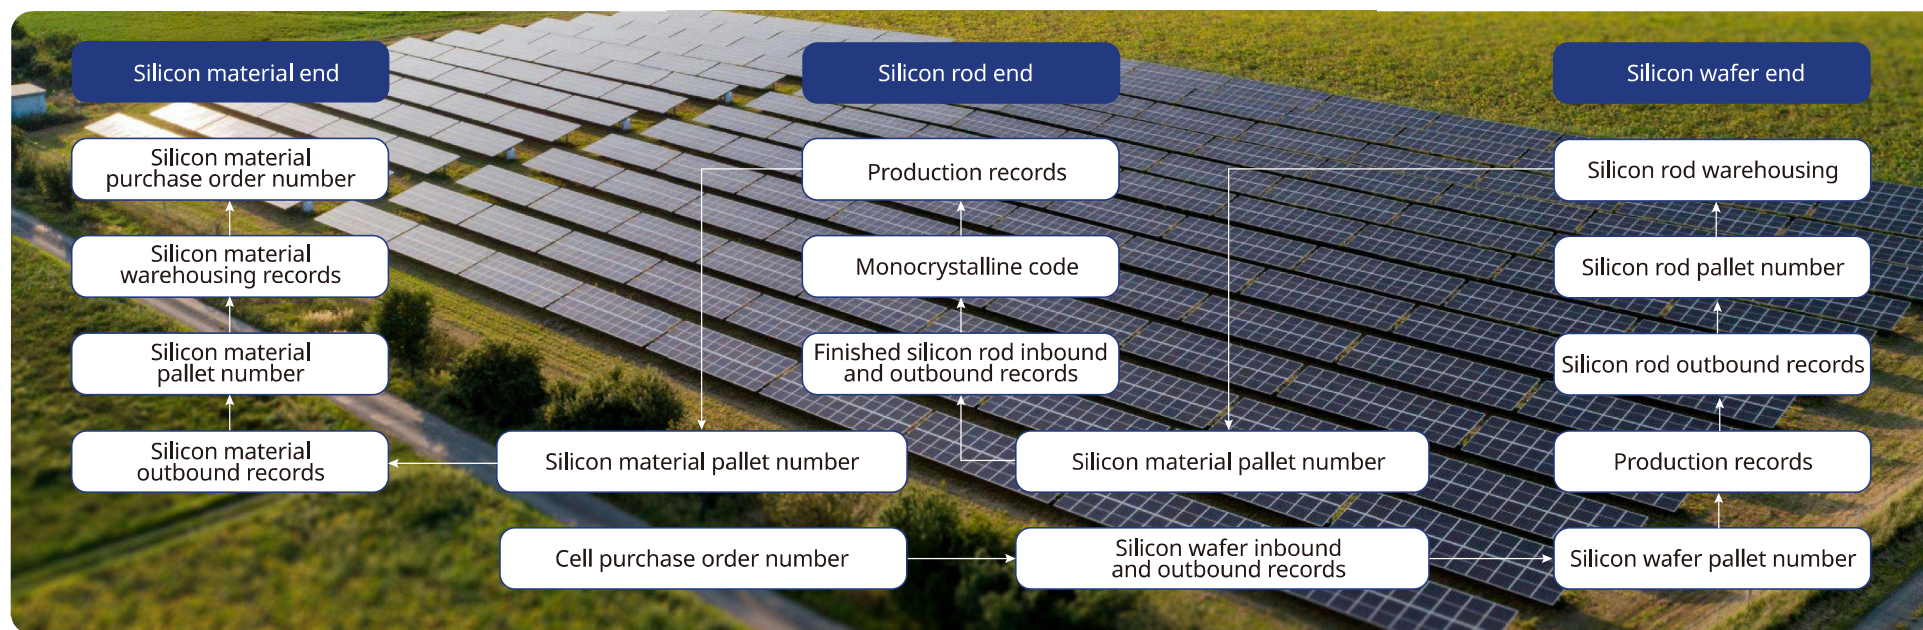 Silicon material end
Silicon rod end
Silicon wafer end
Silicon material
purchase order number
Production records
Silicon rod warehousing
Silicon material
warehousing records
Monocrystalline code
Silicon rod pallet number
Silicon material
pallet number
Finished silicon rod inbound
and outbound records
Silicon rod outbound records
Silicon material
outbound records
Silicon material pallet number
Silicon material pallet number
Production records
Cell purchase order number
Silicon wafer inbound
and outbound records
Silicon wafer pallet number